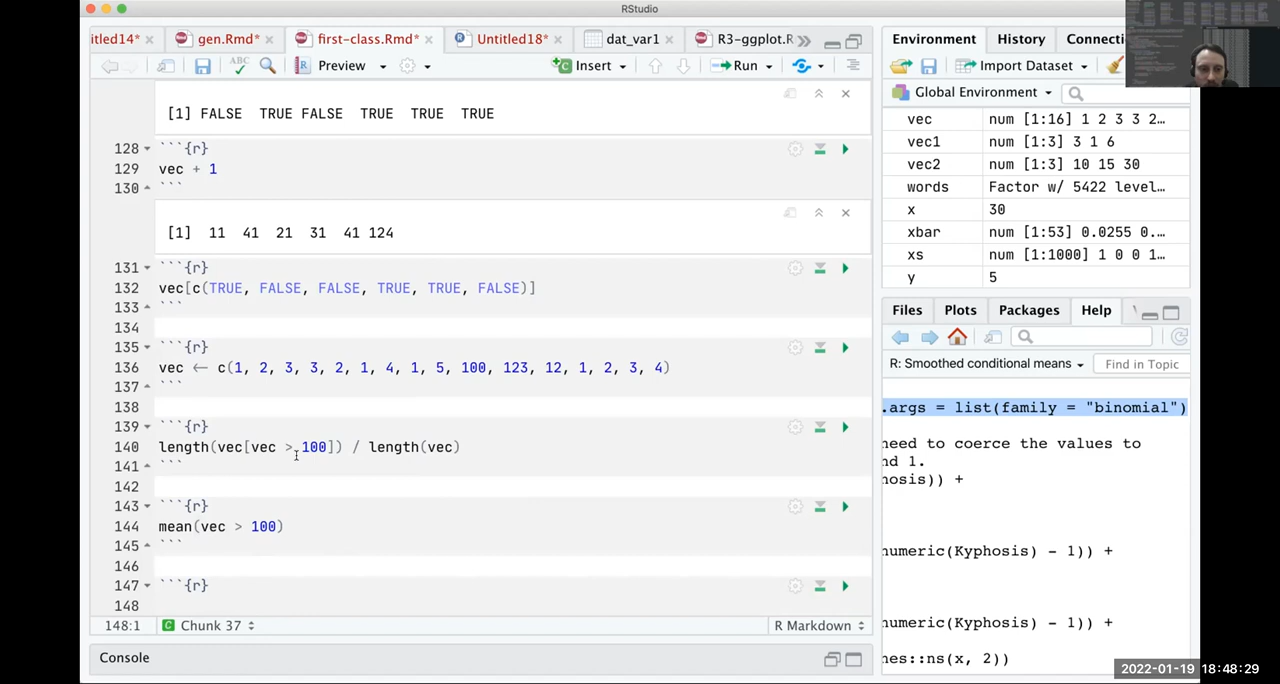 RStudio
itled14*
gen.Rmd*
first-class.Rmd*
Untitled18*
dat_var1
R3-ggplot.R
Environment
History
Connecti
ABC
Preview
Insert
Run
Import Dataset
Global Environment
[1] FALSE TRUE FALSE TRUE TRUE TRUE
vec num [1:16] 1 2 3 3 2…
vec1 num [1:3] 3 1 6
vec2 num [1:3] 10 15 30
words Factor w/ 5422 level…
x 30
xbar num [1:53] 0.0255 0.…
xs num [1:1000] 1 0 0 1…
y 5
128 ```{r}
129 vec + 1
130 ```
[1] 11 41 21 31 41 124
131 ```{r}
132 vec[c(TRUE, FALSE, FALSE, TRUE, TRUE, FALSE)]
133 ```
134
135 ```{r}
136 vec <- c(1, 2, 3, 3, 2, 1, 4, 1, 5, 100, 123, 12, 1, 2, 3, 4)
137 ```
138
139 ```{r}
140 length(vec[vec > 100]) / length(vec)
141 ```
142
143 ```{r}
144 mean(vec > 100)
145 ```
146
147 ```{r}
148
148:1 Chunk 37 R Markdown
Console
Files Plots Packages Help
R: Smoothed conditional means Find in Topic
.args = list(family = "binomial")
need to coerce the values to
nd 1.
nosis)) +
numeric(Kyphosis) - 1)) +
numeric(Kyphosis) - 1)) +
nes::ns(x, 2))
2022-01-19 18:48:29